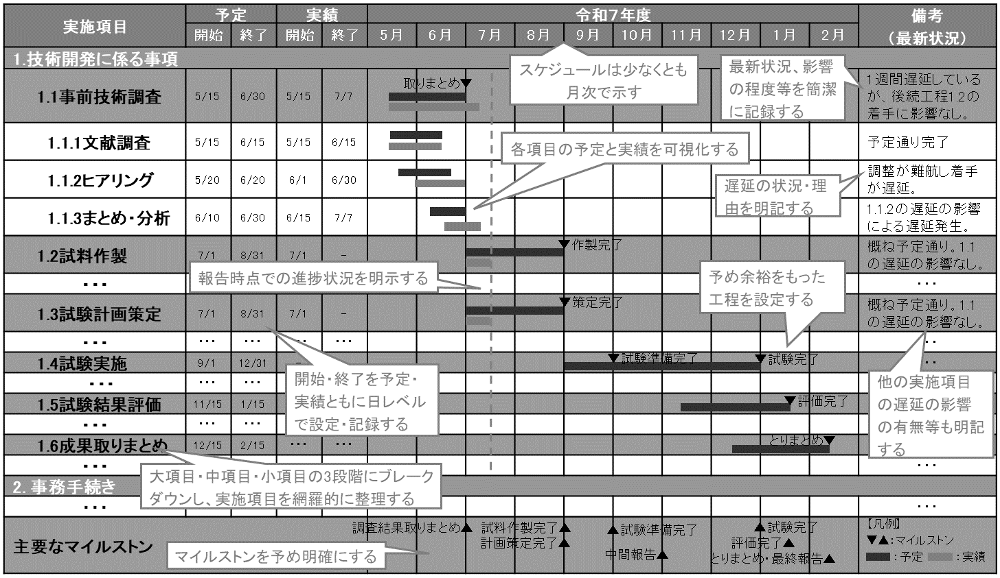 実施項目 予定 実績 令和7年度 備考
(最新状況)
開始 終了 開始 終了 5月 6月 7月 8月 9月 10月 11月 12月 1月 2月
1.技術開発に係る事項
スケジュールは少なくとも
月次で示す
最新状況、影響
の程度等を簡潔
に記録する
1.1事前技術調査 5/15 6/30 5/15 7/7 取りまとめ▼
1週間遅延している
が、後続工程1.2の
着手に影響なし。
1.1.1文献調査 5/15 6/15 5/15 6/15 予定通り完了
各項目の予定と実績を可視化する
1.1.2ヒアリング 5/20 6/20 6/1 6/30
調整が難航し着手
が遅延。
遅延の状況・理
由を明記する
1.1.3まとめ・分析 6/10 6/30 6/15 7/7
1.1.2の遅延の影響
による遅延発生。
1.2試料作製 7/1 8/31 7/1 - ▼作製完了
概ね予定通り。1.1
の遅延の影響なし。
報告時点での進捗状況を明示する
・・・ ・・・
予め余裕をもった
工程を設定する
1.3試験計画策定 7/1 8/31 7/1 - ▼策定完了
概ね予定通り。1.1
の遅延の影響なし。
・・・ ・・・ ・・・ ・・・ ・・・ ・・
1.4試験実施 9/1 12/31 - ▼試験準備完了 ▼試験完了 ・・
・・・ ・・・ ・・・
開始・終了を予定・
実績ともに日レベル
で設定・記録する
他の実施項目
の遅延の影響
の有無等も明記
する
1.5試験結果評価 11/15 1/15 ▼評価完了
・・・ ・・・ ・・・
1.6成果取りまとめ 12/15 2/15 ・・・ ・・・ とりまとめ▼
・・・ ・・・
大項目・中項目・小項目の3段階にブレーク
ダウンし、実施項目を網羅的に整理する
2.事務手続き
・・・ ・・・
主要なマイルストン
調査結果取りまとめ▲ 試料作製完了▲ ▲試験準備完了 ▲試験完了
計画策定完了▲ 評価完了▲
中間報告▲ とりまとめ・最終報告▲
マイルストンを予め明確にする
【凡例】
▼▲:マイルストン
:予定 :実績